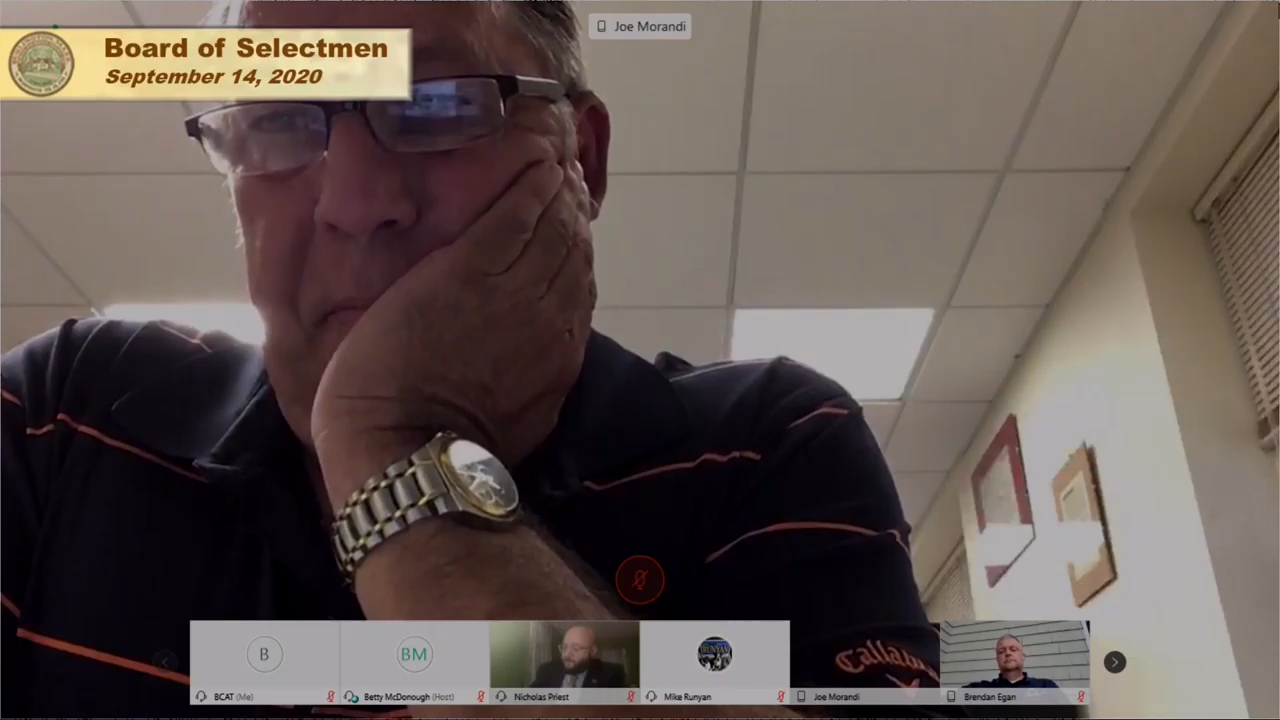 Joe Morandi
Board of Selectmen
September 14, 2020
Callaway
B
BM
BCAT (Me)
Betty McDonough (Host)
Nicholas Priest
Mike Runyan
Joe Morandi
Brendan Egan